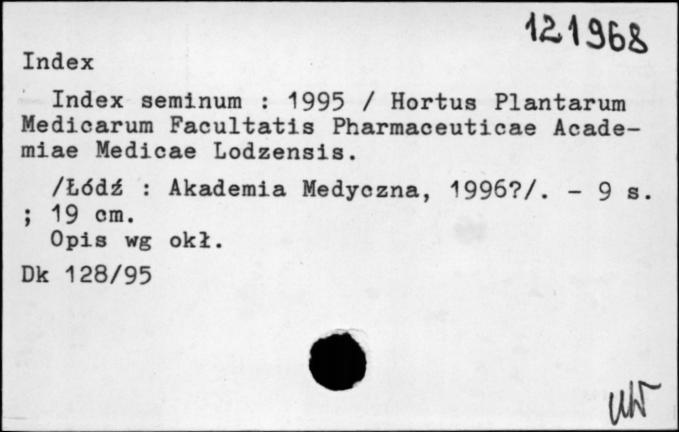 121968
Index
Index seminum : 1995 / Hortus Plantarum
Medicarum Facultatis Pharmaceuticae Acade-
miae Medicae Lodzensis.
/Łódź : Akademia Medyczna, 1996?/. - 9 s.
; 19 cm.
Opis wg okł.
Dk 128/95